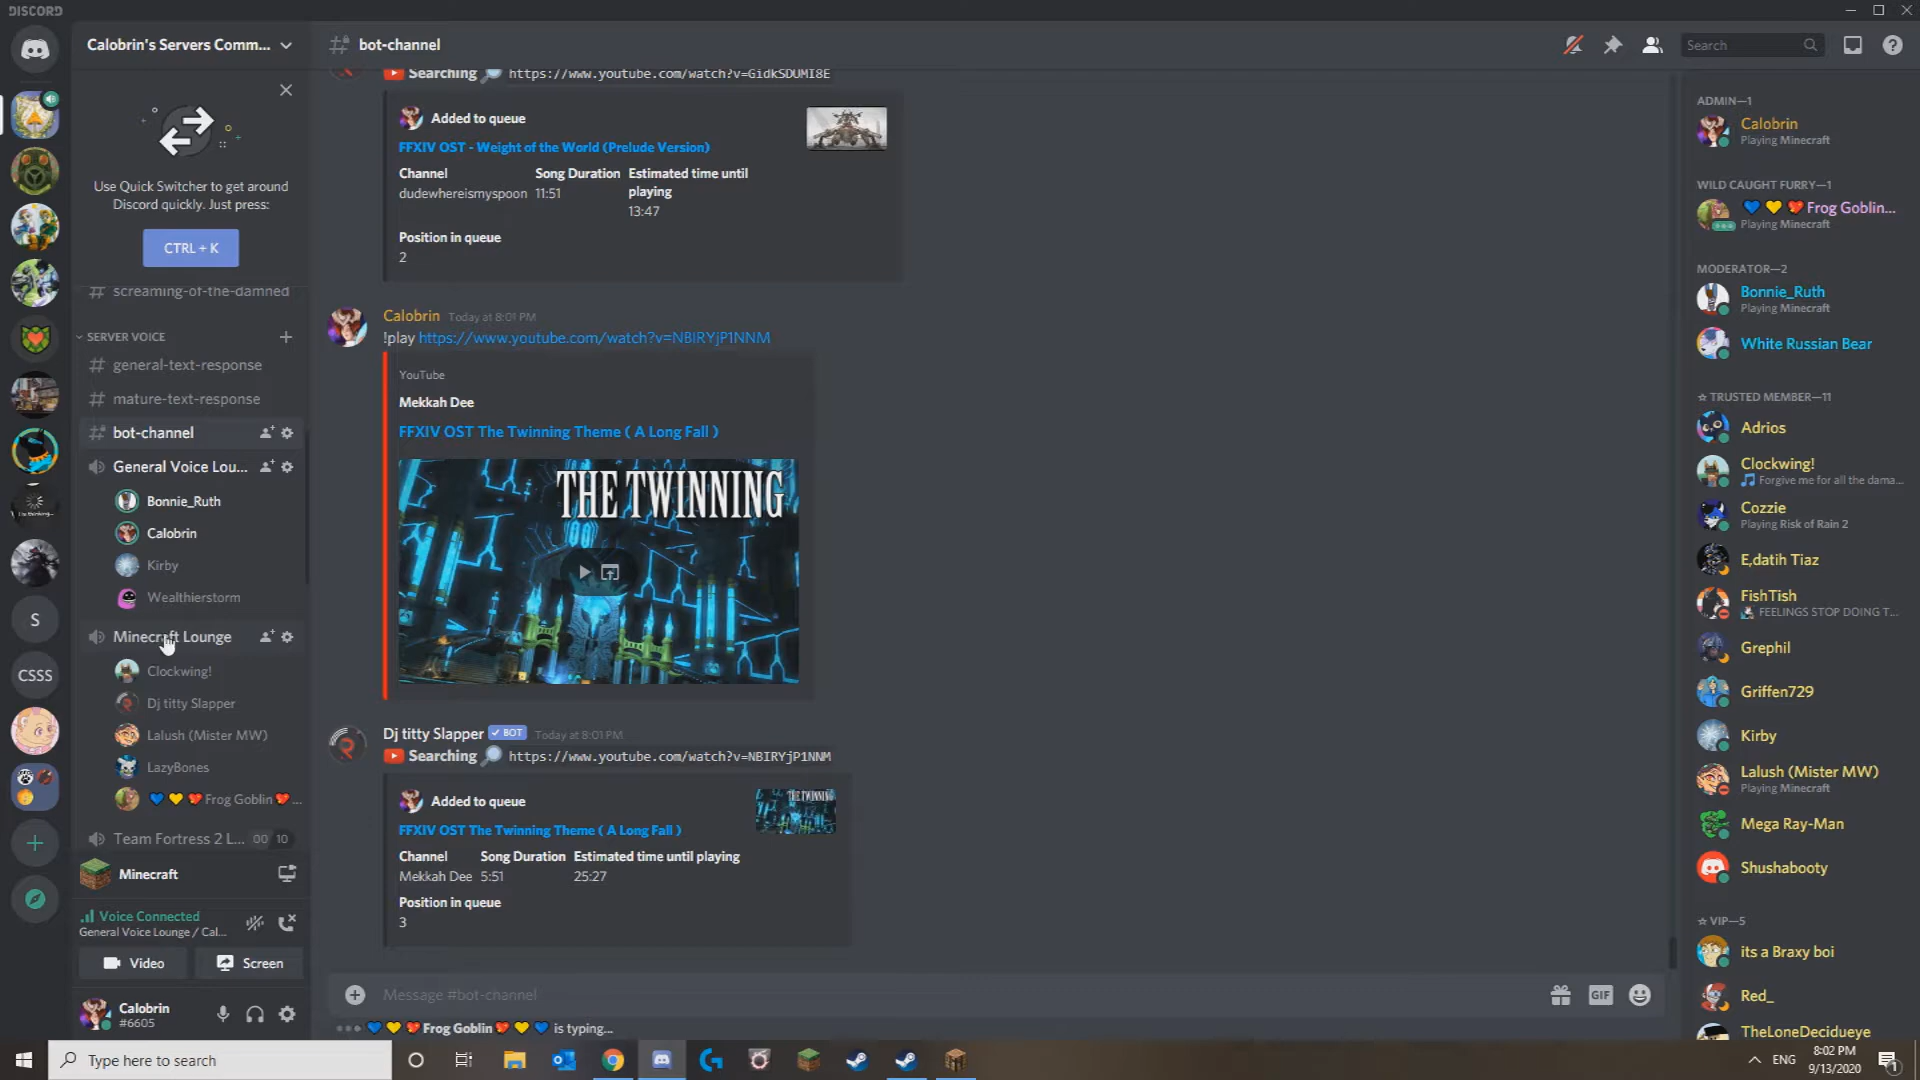 DISCORD
Calobrin's Servers Comm...
Use Quick Switcher to get around
Discord quickly. Just press:
CTRL + K
screaming-of-the-damned
SERVER VOICE
general-text-response
mature-text-response
bot-channel
General Voice Lou...
Bonnie_Ruth
Calobrin
Kirby
Wealthierstorm
Minecraft Lounge
Clockwing!
Dj titty Slapper
Lalush (Mister MW)
LazyBones
Frog Goblin ...
Team Fortress 2 L... 00 10
Minecraft
Voice Connected
General Voice Lounge / Cal...
Video
Screen
Calobrin
#6605
S
CSSS
bot-channel
Search
Searching https://www.youtube.com/watch?v=GidkSDUMI8E
Added to queue
FFXIV OST - Weight of the World (Prelude Version)
Channel Song Duration Estimated time until
playing
dudewhereismyspoon 11:51
13:47
Position in queue
2
Calobrin Today at 8:01 PM
!play https://www.youtube.com/watch?v=NBIRYjP1NNM
YouTube
Mekkah Dee
FFXIV OST The Twinning Theme ( A Long Fall )
THE TWINNING
Dj titty Slapper BOT Today at 8:01 PM
Searching https://www.youtube.com/watch?v=NBIRYjP1NNM
Added to queue
THE TWINNING
FFXIV OST The Twinning Theme ( A Long Fall )
Channel Song Duration Estimated time until playing
Mekkah Dee 5:51 25:27
Position in queue
3
Message #bot-channel
GIF
Frog Goblin is typing...
ADMIN—1
Calobrin
Playing Minecraft
WILD CAUGHT FURRY—1
Frog Goblin...
Playing Minecraft
MODERATOR—2
Bonnie_Ruth
Playing Minecraft
White Russian Bear
TRUSTED MEMBER—11
Adrios
Clockwing!
Forgive me for all the dama...
Cozzie
Playing Risk of Rain 2
E,datih Tiaz
FishTish
FEELINGS STOP DOING T...
Grephil
Griffen729
Kirby
Lalush (Mister MW)
Playing Minecraft
Mega Ray-Man
Shushabooty
VIP—5
its a Braxy boi
Red_
TheLoneDecidueye
Type here to search
ENG
8:02 PM
9/13/2020
1